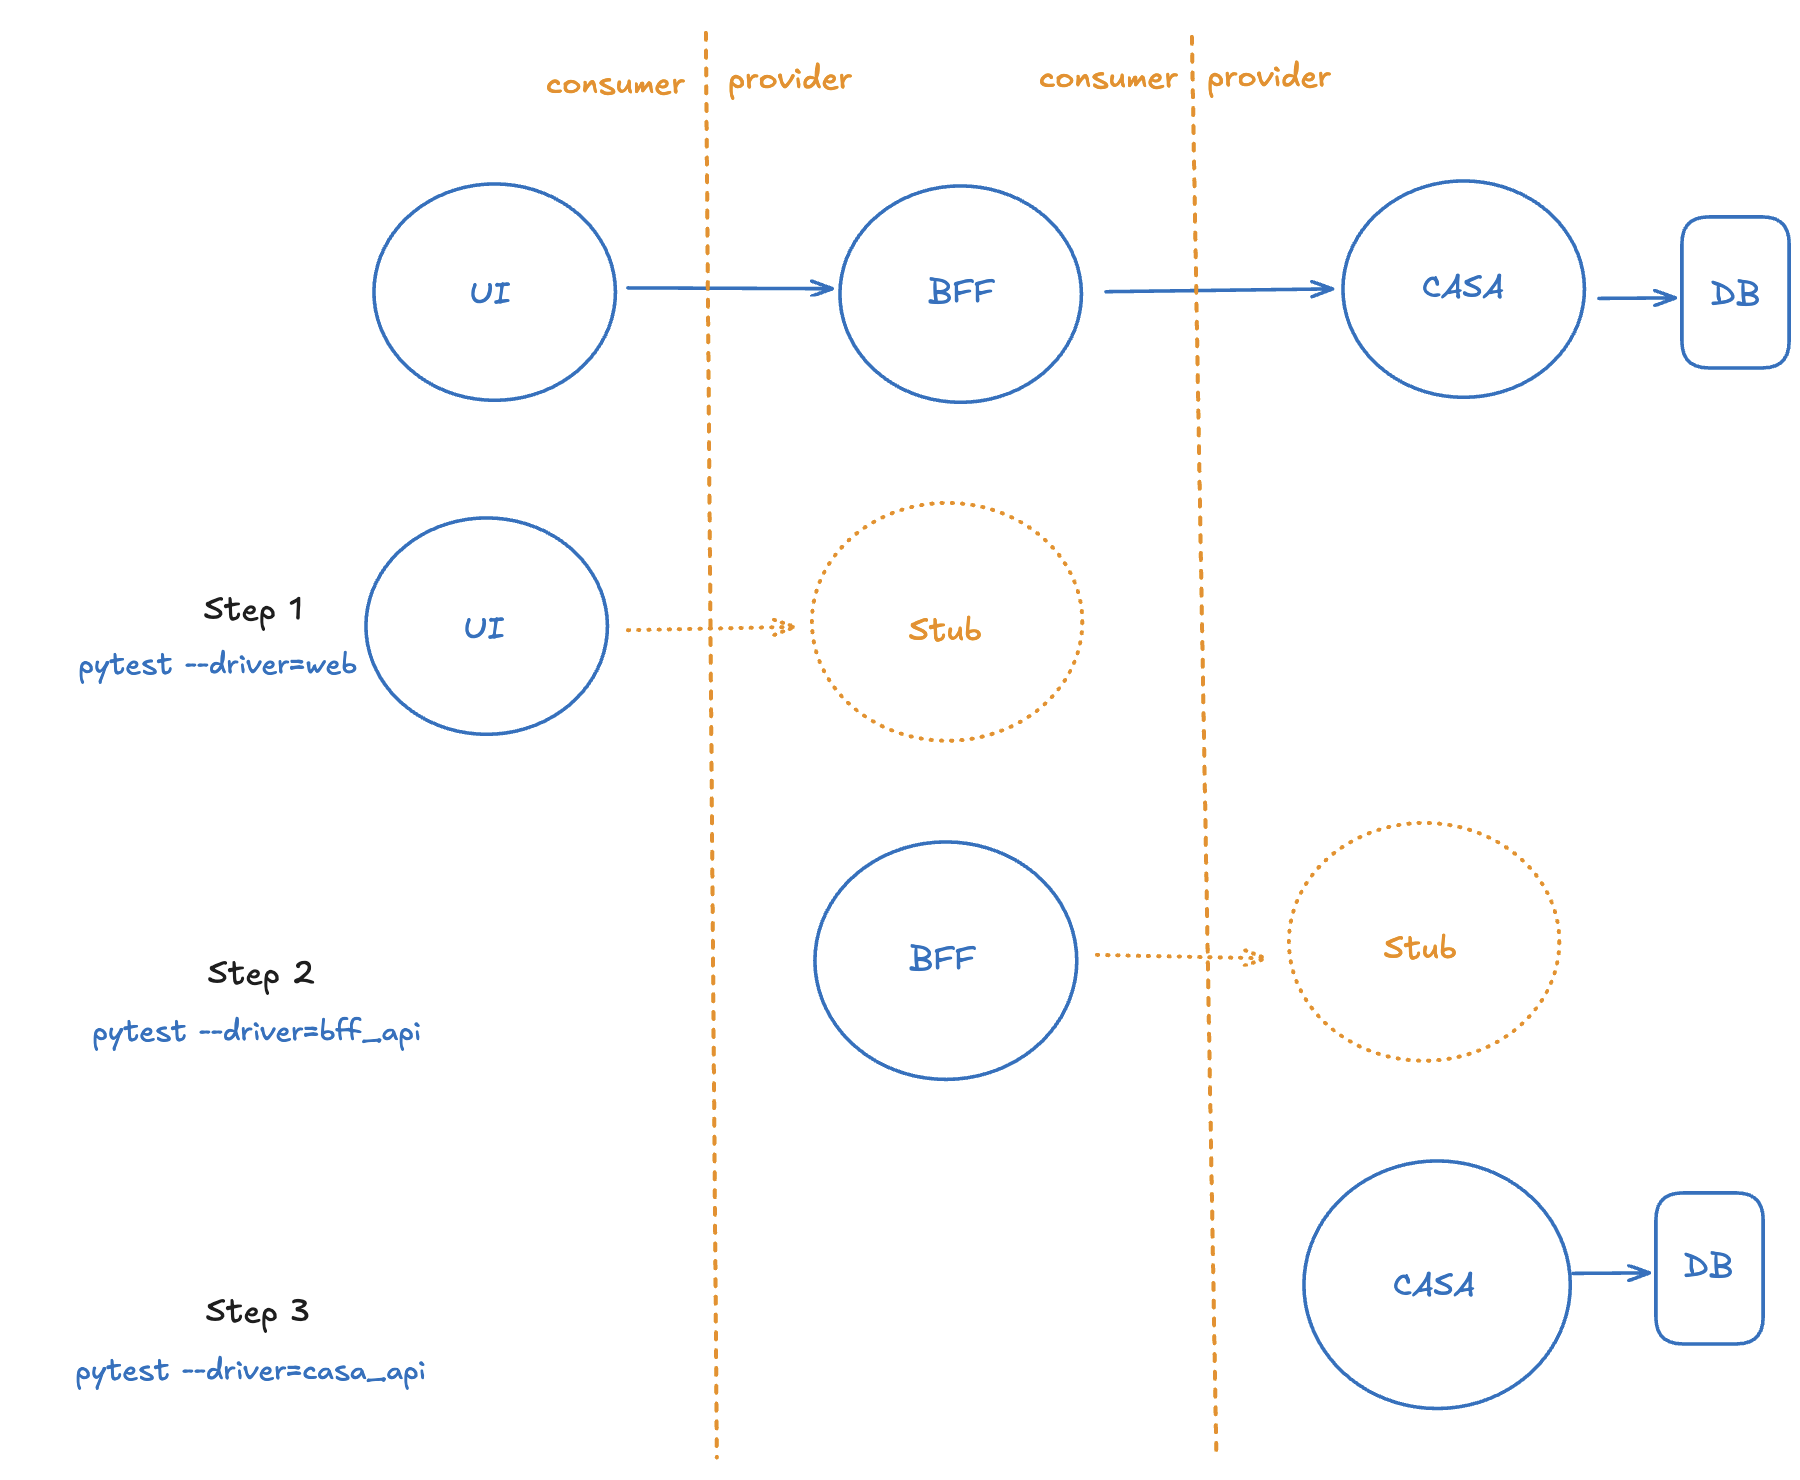 consumer
provider
consumer
provider
UI
BFF
CASA
DB
Step 1
pytest --driver=web
UI
Stub
Step 2
pytest --driver=bff_api
BFF
Stub
Step 3
pytest --driver=casa_api
CASA
DB